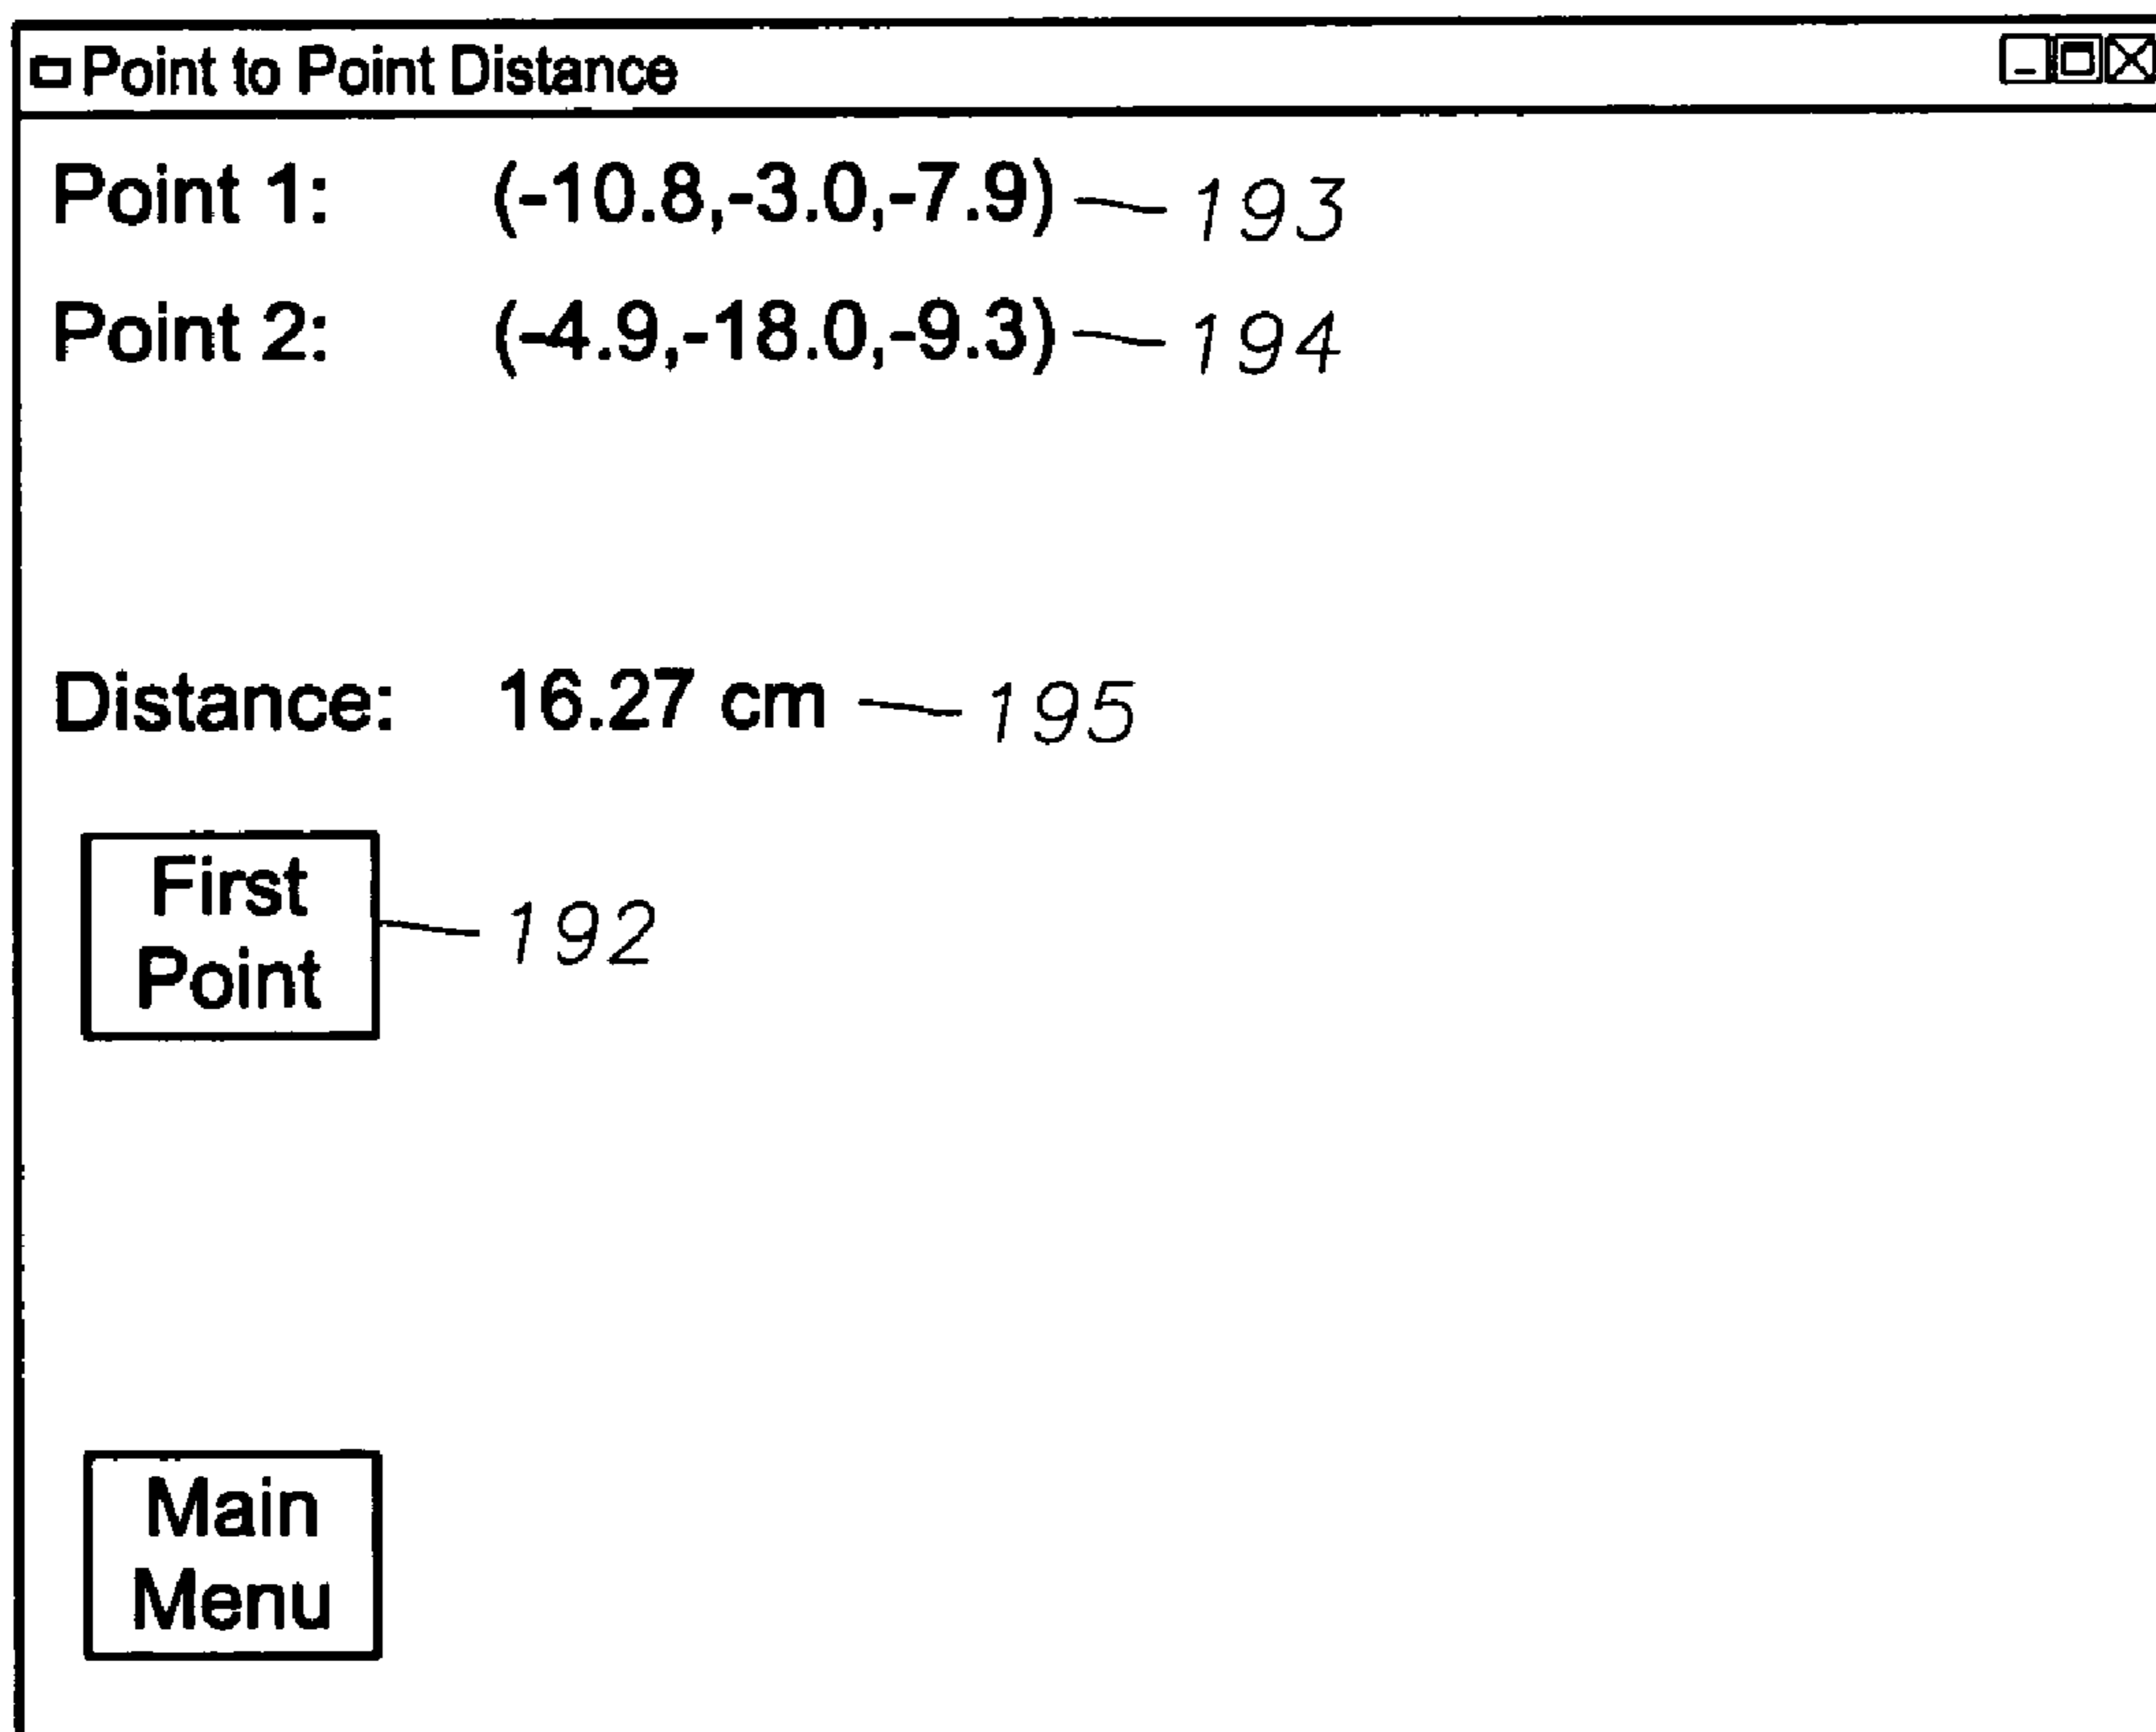 Point to Point Distance
Point 1: (-10.8,-3.0,-7.9) 193
Point 2: (-4.9,-18.0,-9.3) 194
Distance: 16.27 cm 195
First
Point
192
Main
Menu